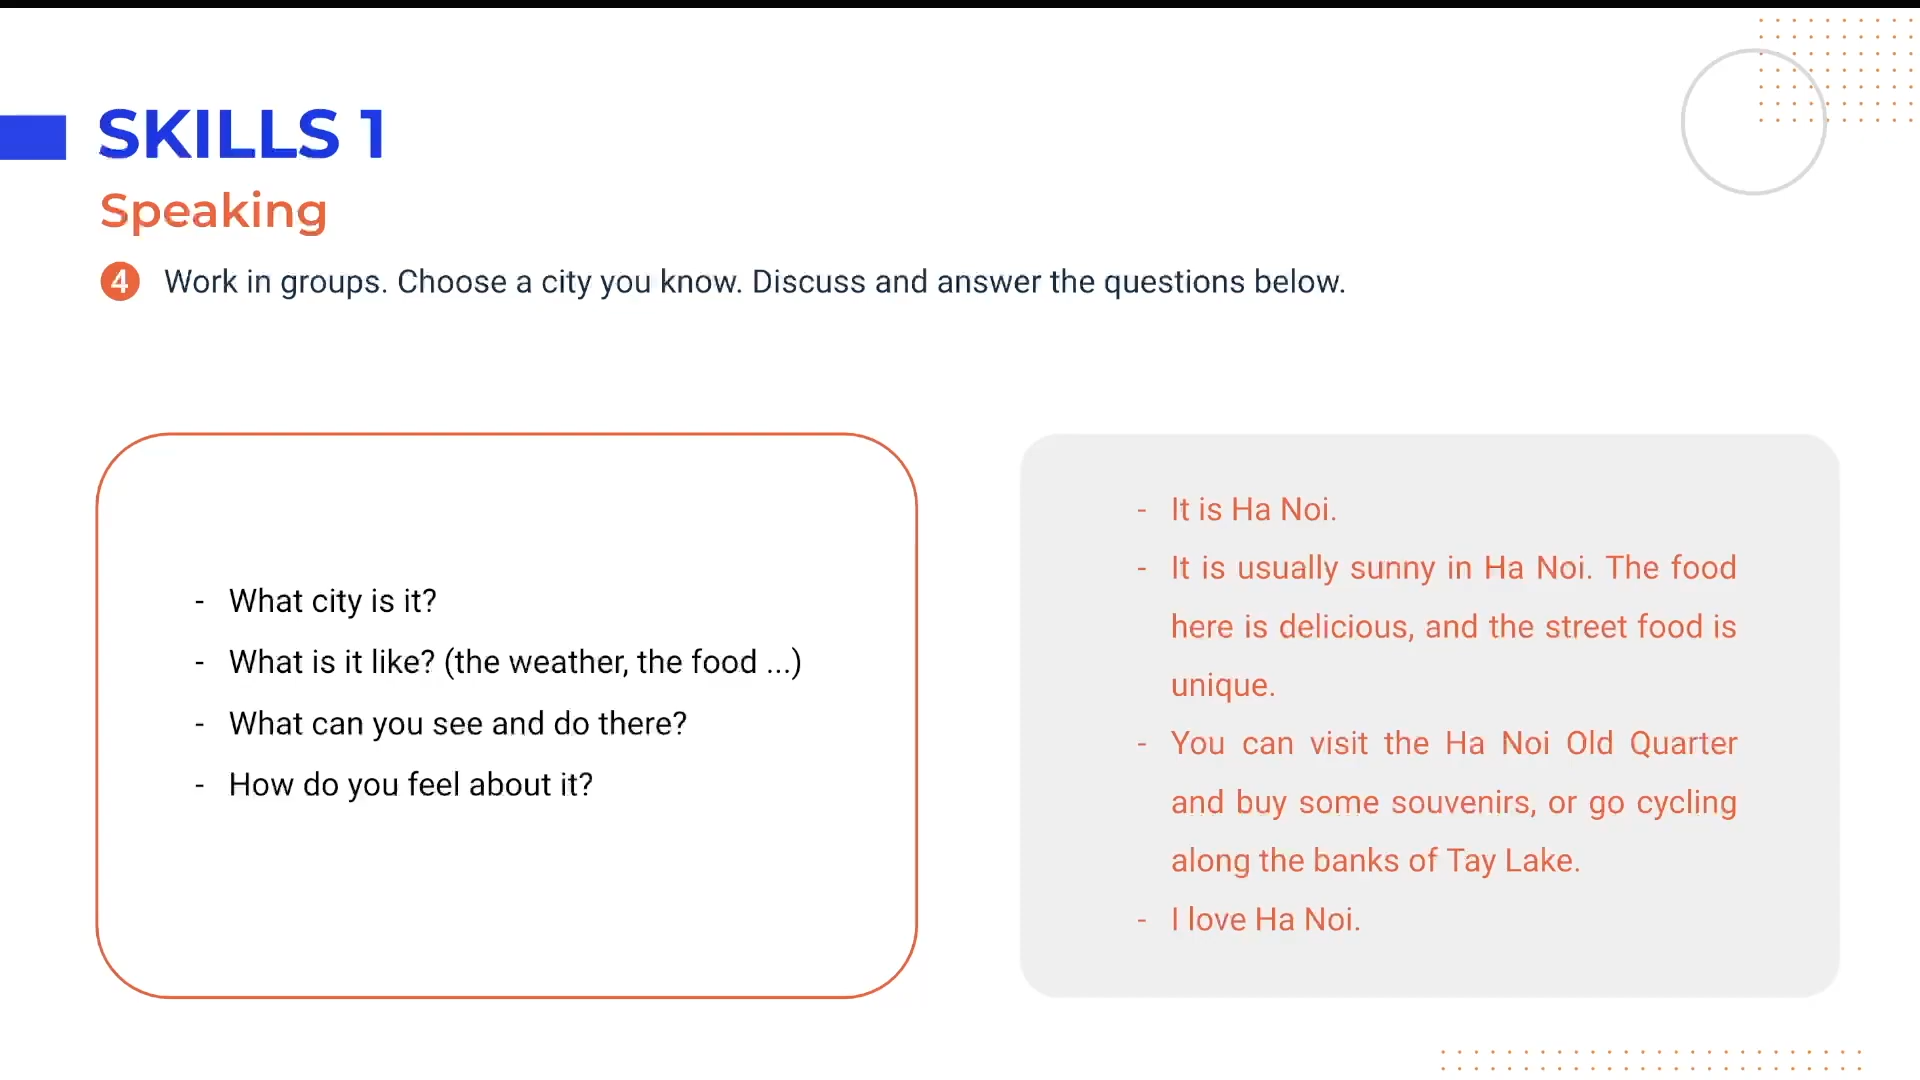 SKILLS 1
Speaking
4 Work in groups. Choose a city you know. Discuss and answer the questions below.
- What city is it?
- What is it like? (the weather, the food ...)
- What can you see and do there?
- How do you feel about it?
- It is Ha Noi.
- It is usually sunny in Ha Noi. The food
here is delicious, and the street food is
unique.
- You can visit the Ha Noi Old Quarter
and buy some souvenirs, or go cycling
along the banks of Tay Lake.
- I love Ha Noi.